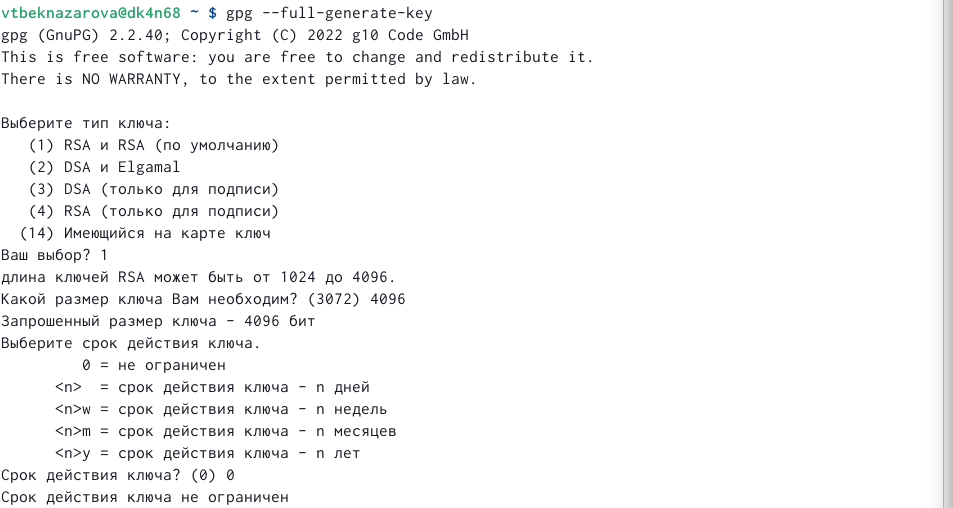 vtbeknazarova@dk4n68 ~ $ gpg --full-generate-key
gpg (GnuPG) 2.2.40; Copyright (C) 2022 g10 Code GmbH
This is free software: you are free to change and redistribute it.
There is NO WARRANTY, to the extent permitted by law.

Выберите тип ключа:
   (1) RSA и RSA (по умолчанию)
   (2) DSA и Elgamal
   (3) DSA (только для подписи)
   (4) RSA (только для подписи)
  (14) Имеющийся на карте ключ
Ваш выбор? 1
длина ключей RSA может быть от 1024 до 4096.
Какой размер ключа Вам необходим? (3072) 4096
Запрошенный размер ключа - 4096 бит
Выберите срок действия ключа.
         0 = не ограничен
      <n>  = срок действия ключа - n дней
      <n>w = срок действия ключа - n недель
      <n>m = срок действия ключа - n месяцев
      <n>y = срок действия ключа - n лет
Срок действия ключа? (0) 0
Срок действия ключа не ограничен